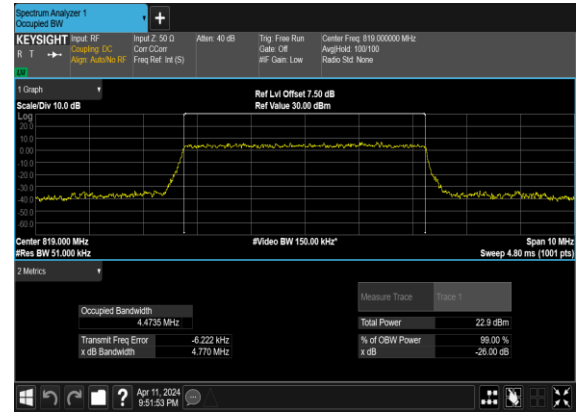 Spectrum Analyzer 1
Occupied BW
KEYSIGHT Input: RF Input Z: 50 Ω Atten: 40 dB Trig: Free Run Center Freq: 819.000000 MHz
R T Coupling: DC Corr CCorr Gate: Off Avg|Hold: 100/100
Align: Auto/No RF Freq Ref: Int (S) #IF Gain: Low Radio Std: None
LU
1 Graph
Ref Lvl Offset 7.50 dB
Scale/Div 10.0 dB Ref Value 30.00 dBm
Log
20.0
10.0
0.00
-10.0
-20.0
-30.0
-40.0
-50.0
-60.0
Center 819.000 MHz #Video BW 150.00 kHz* Span 10 MHz
#Res BW 51.000 kHz Sweep 4.80 ms (1001 pts)
2 Metrics
Measure Trace Trace 1
Occupied Bandwidth
4.4735 MHz Total Power 22.9 dBm
Transmit Freq Error -6.222 kHz % of OBW Power 99.00 %
x dB Bandwidth 4.770 MHz x dB -26.00 dB
? Apr 11, 2024
9:51:53 PM